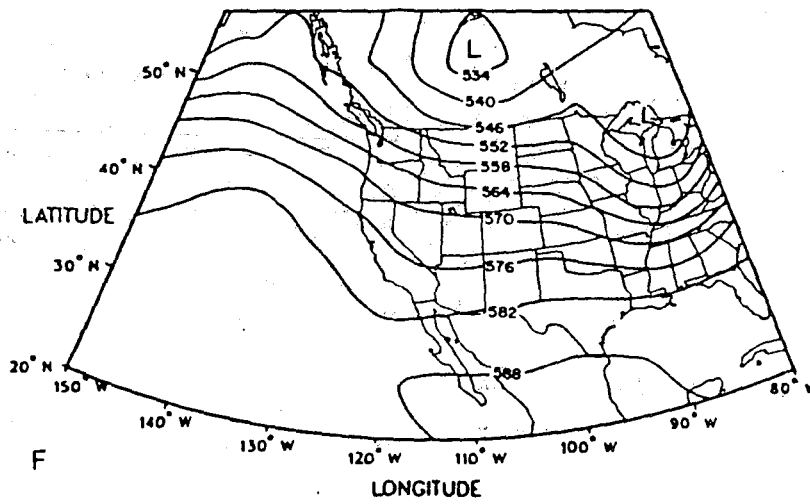 L
534
50° N
540
546
552
558
40° N
564
LATITUDE
570
576
30° N
582
20° N
588
150° W
80° W
140° W
90° W
130° W
120° W
110° W
100° W
F
LONGITUDE